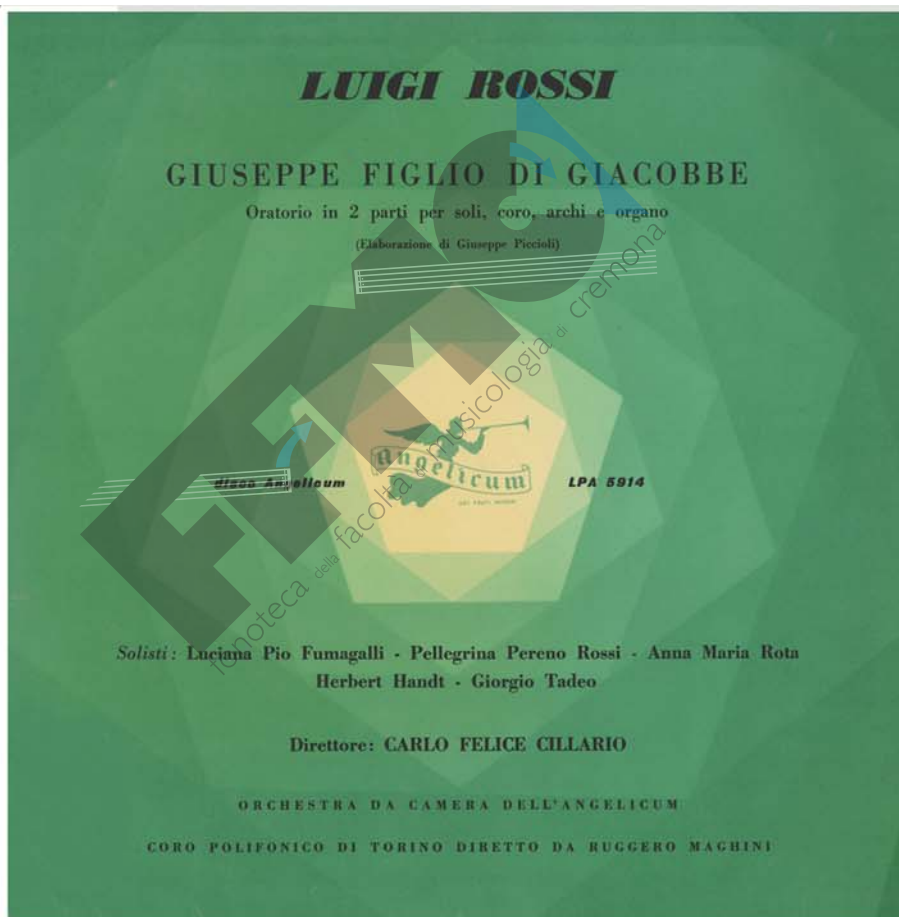 LUIGI ROSSI
GIUSEPPE FIGLIO DI GIACOBBE
Oratorio in 2 parti per soli, coro, archi e organo
(Elaborazione di Giuseppe Piccioli)
FFMC
fonoteca della facoltà di musicologia di cremona
Angelicum
disco Angelicum
LPA 5914
Solisti: Luciana Pio Fumagalli - Pellegrina Pereno Rossi - Anna Maria Rota
Herbert Handt - Giorgio Tadeo
Direttore: CARLO FELICE CILLARIO
ORCHESTRA DA CAMERA DELL'ANGELICUM
CORO POLIFONICO DI TORINO DIRETTO DA RUGGERO MAGHINI